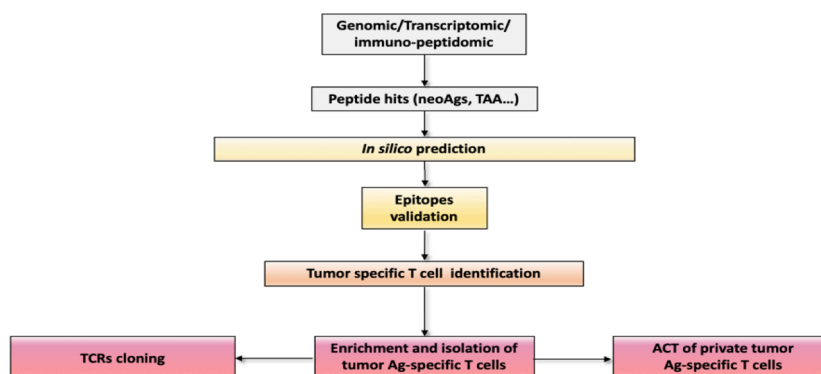 Genomic/Transcriptomic/
immuno-peptidomic
Peptide hits (neoAgs, TAA...)
In silico prediction
Epitopes
validation
Tumor specific T cell identification
TCRs cloning
Enrichment and isolation of
tumor Ag-specific T cells
ACT of private tumor
Ag-specific T cells